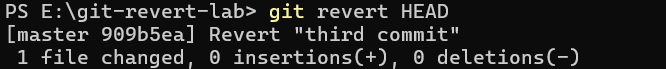 PS E:\git-revert-lab> git revert HEAD
[master 909b5ea] Revert "third commit"
 1 file changed, 0 insertions(+), 0 deletions(-)